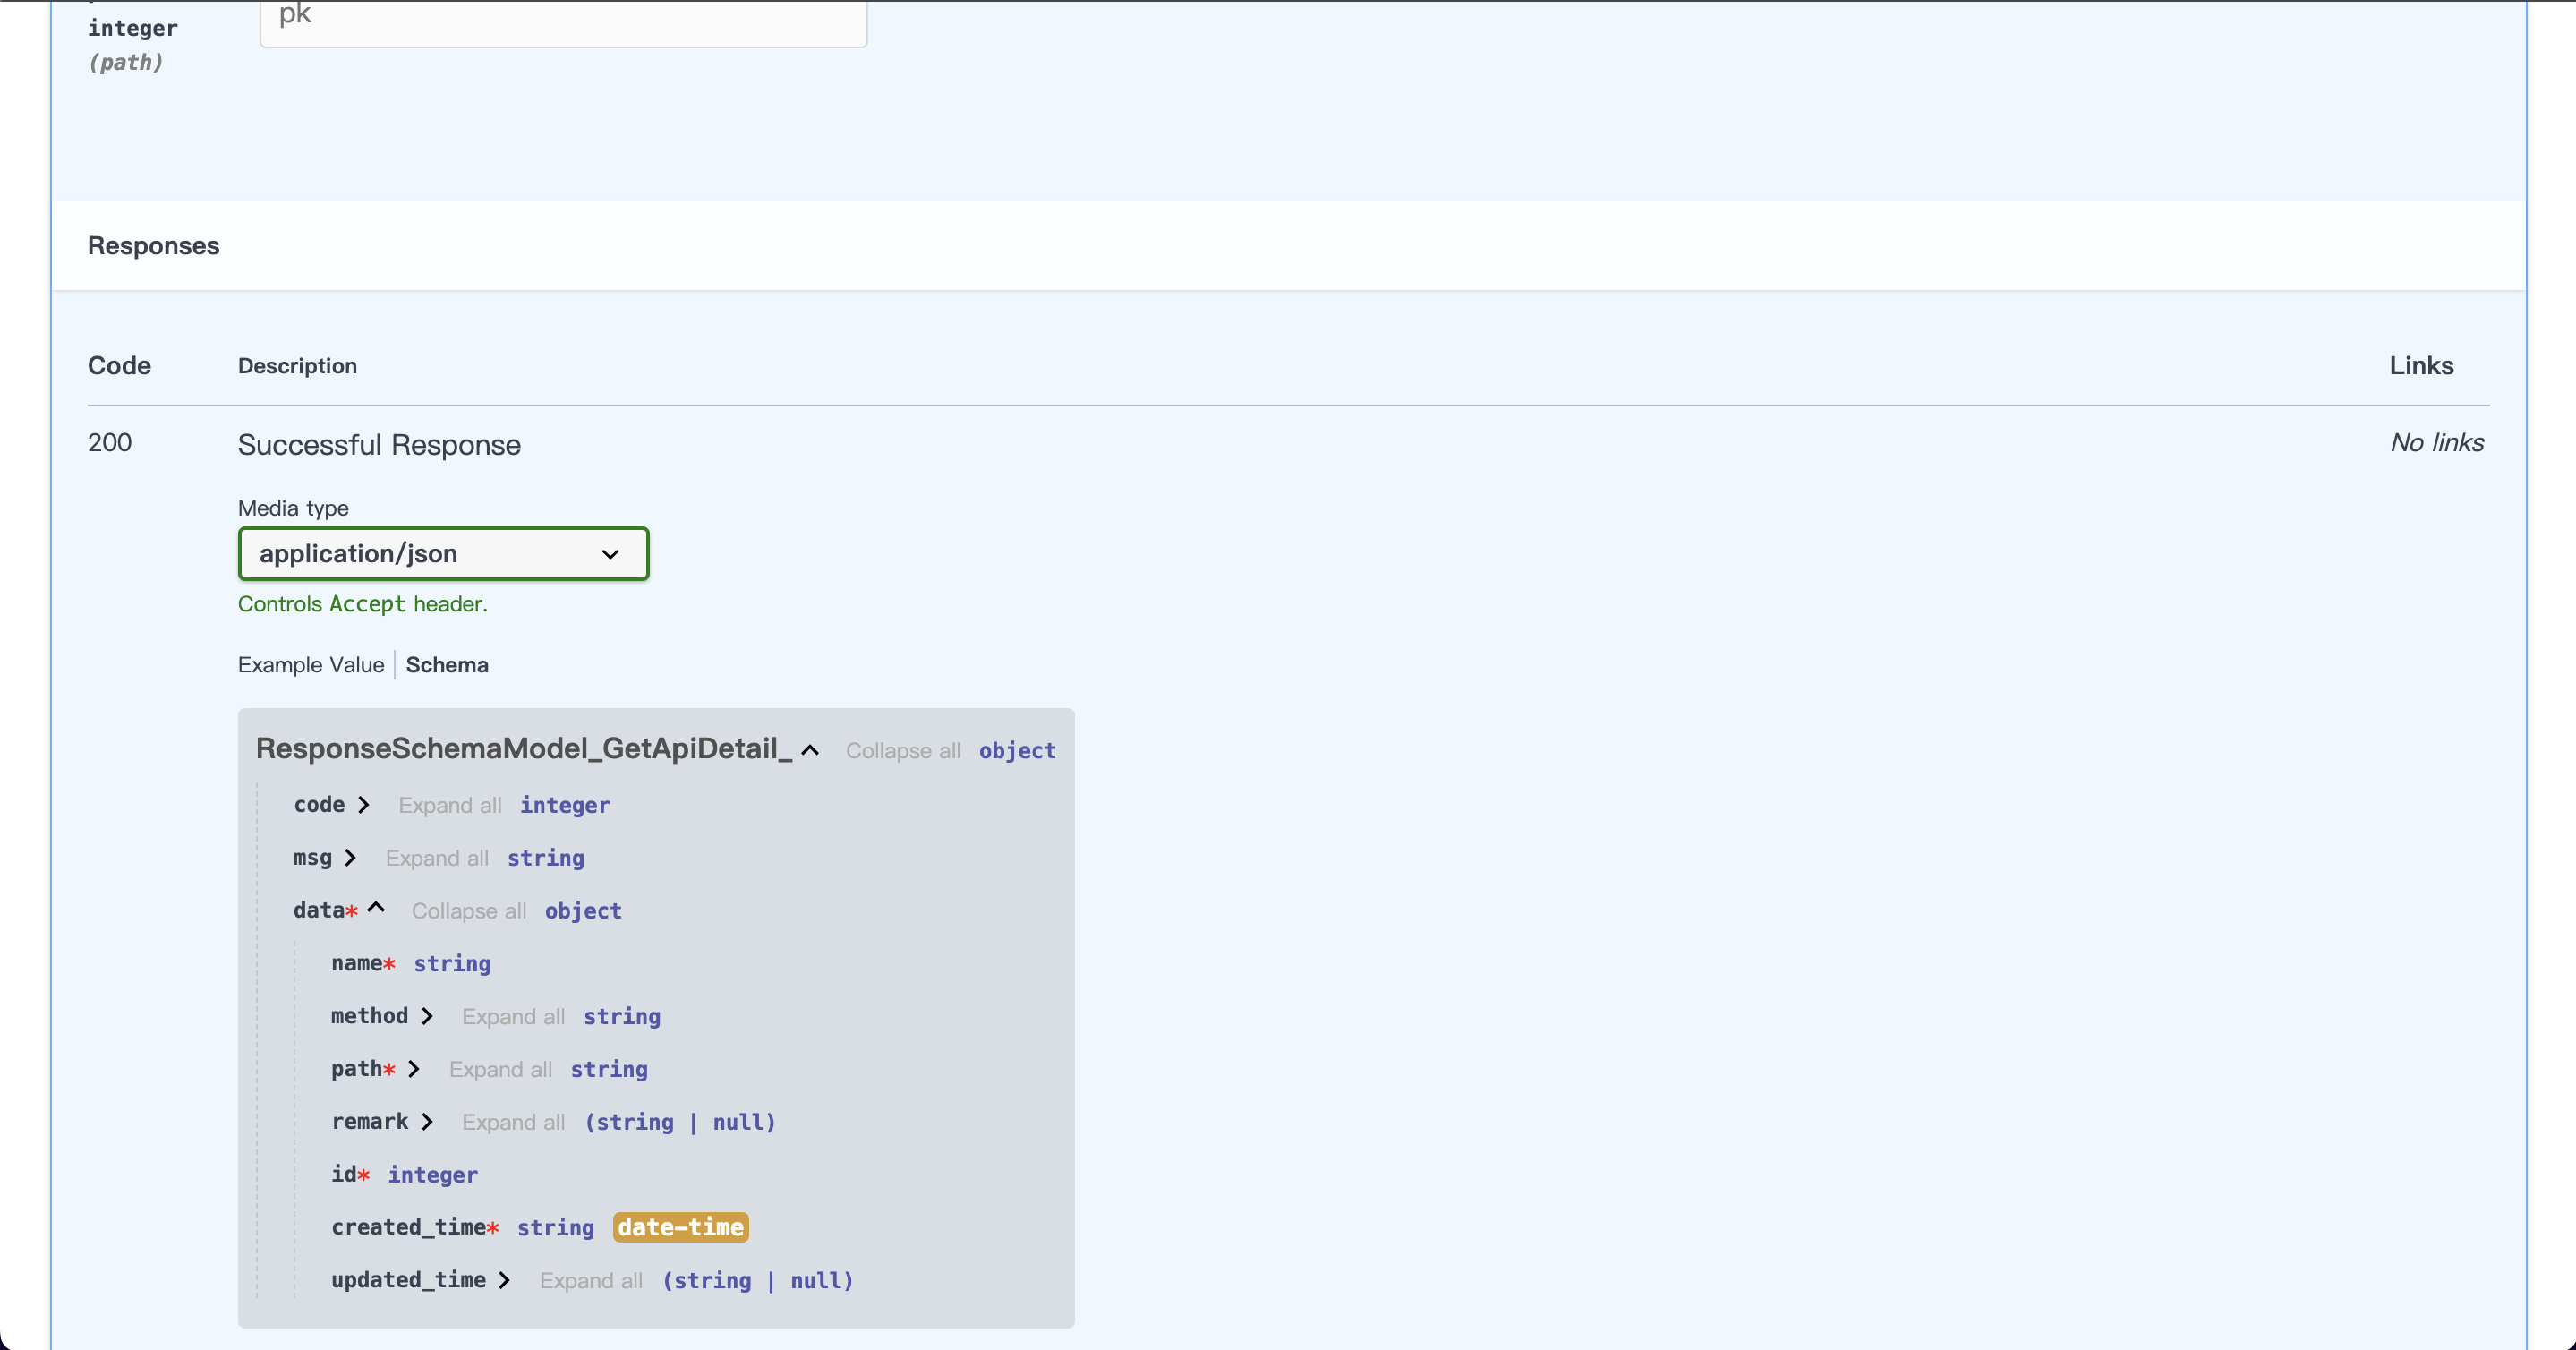 pk
integer
(path)
Responses
Code Description Links
200 Successful Response No links
Media type
application/json
Controls Accept header.
Example Value Schema
ResponseSchemaModel_GetApiDetail_ Collapse all object
code Expand all integer
msg Expand all string
data* Collapse all object
name* string
method Expand all string
path* Expand all string
remark Expand all (string | null)
id* integer
created_time* string date-time
updated_time Expand all (string | null)